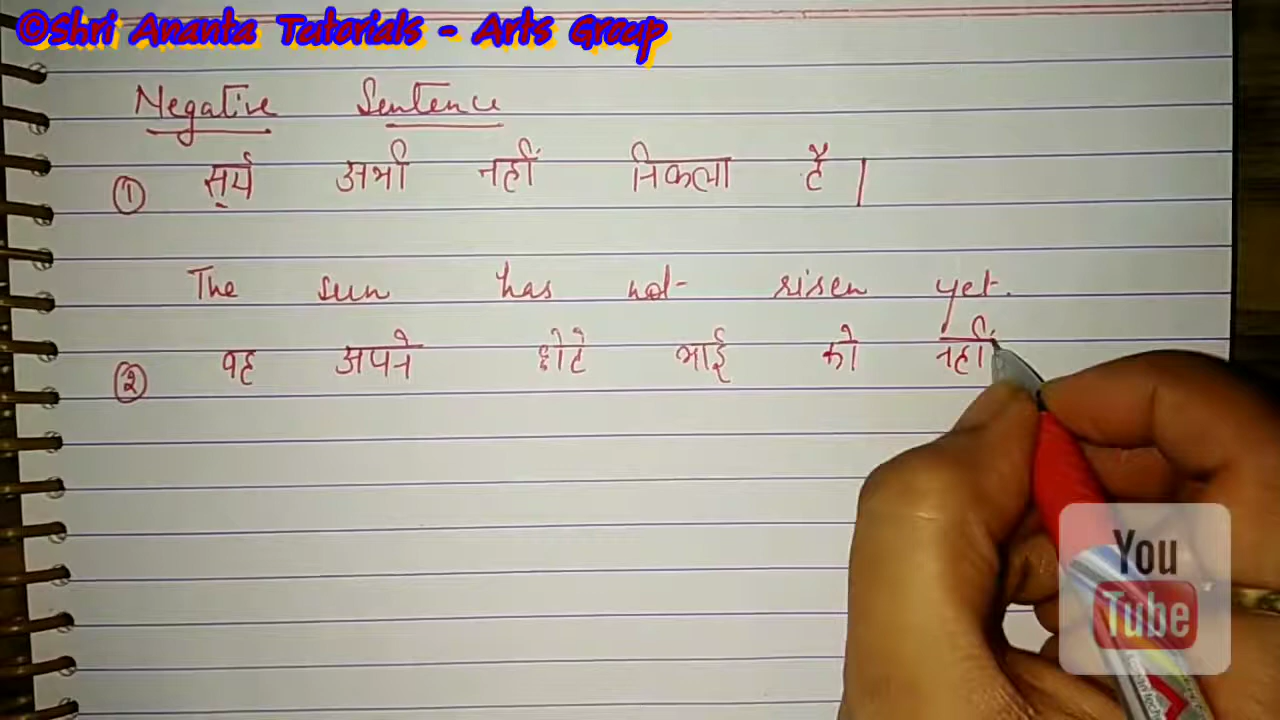 ©Shri Ananta Tutorials - Arts Group
Negative Sentence
① सूर्य अभी नहीं निकला है |
The sun has not risen yet.
② वह अपने छोटे भाई को नहीं
You
Tube